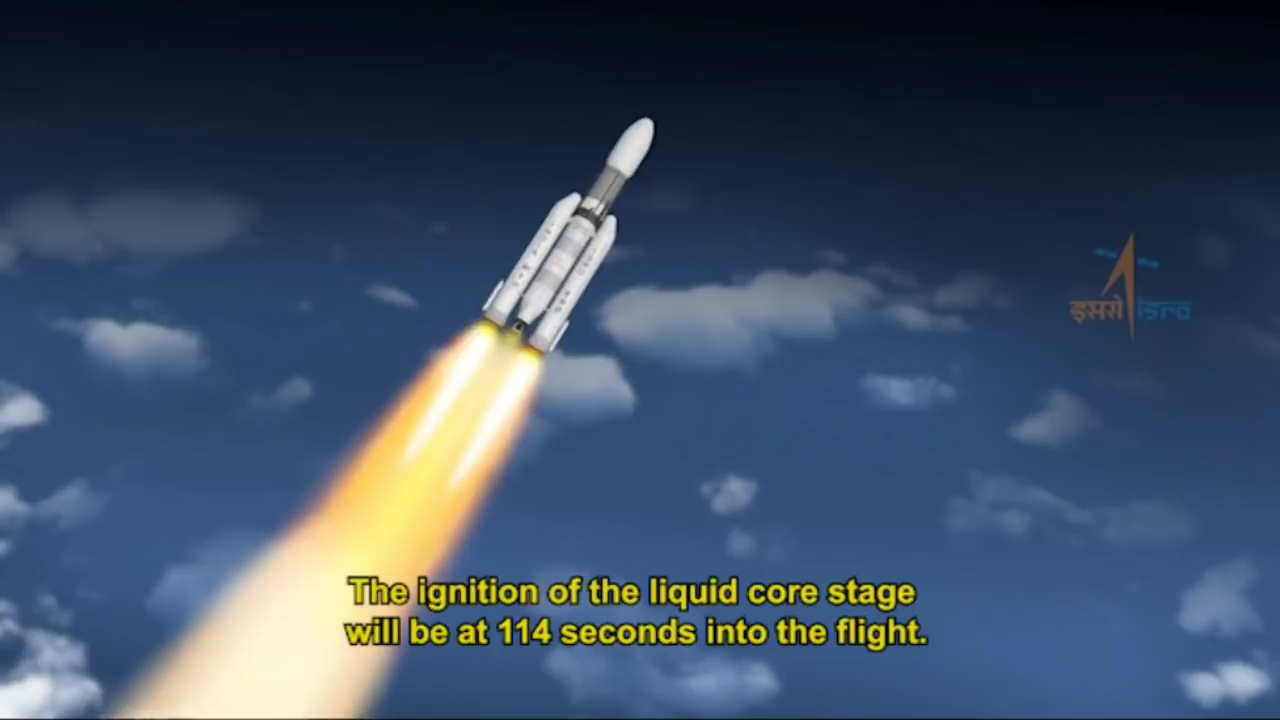 इसरो isro
The ignition of the liquid core stage
will be at 114 seconds into the flight.